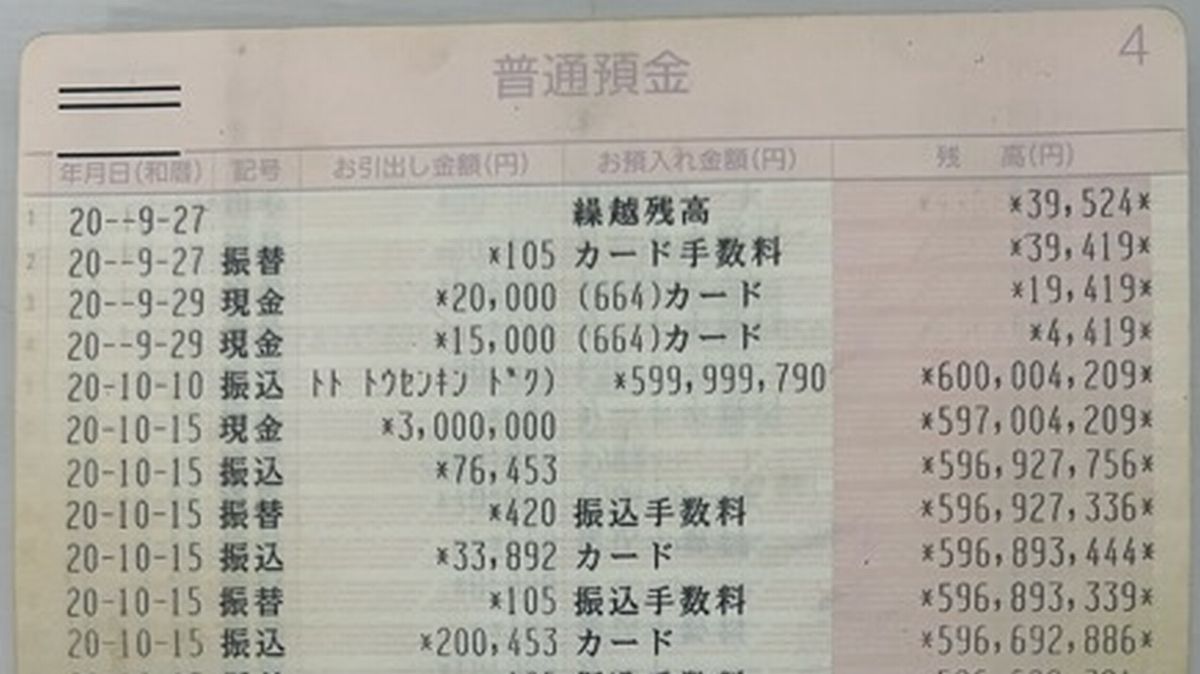 普通預金 4
年月日(和暦) 記号 お引出し金額(円) お預入れ金額(円) 残 高(円)
1 20--9-27 繰越残高 *39,524*
2 20--9-27 振替 *105 カード手数料 *39,419*
3 20--9-29 現金 *20,000 (664)カード *19,419*
4 20--9-29 現金 *15,000 (664)カード *4,419*
20-10-10 振込 トト トウセンキン ド*ワ) *599,999,790 *600,004,209*
20-10-15 現金 *3,000,000 *597,004,209*
20-10-15 振込 *76,453 *596,927,756*
20-10-15 振替 *420 振込手数料 *596,927,336*
20-10-15 振込 *33,892 カード *596,893,444*
20-10-15 振替 *105 振込手数料 *596,893,339*
20-10-15 振込 *200,453 カード *596,692,886*